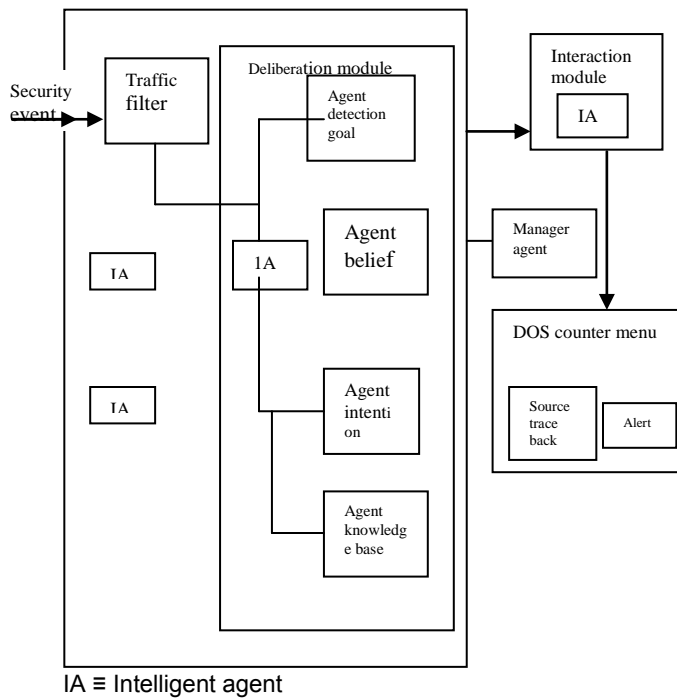 Security
event
Traffic
filter
Deliberation module
Agent
detection
goal
Interaction
module
IA
Agent
belief
Manager
agent
1A
IA
DOS counter menu
Agent
intenti
on
Source
trace
back
Alert
IA
Agent
knowledg
e base
IA ≡ Intelligent agent